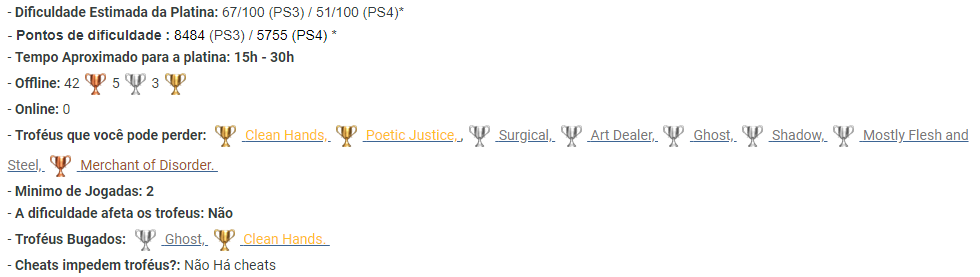 - Dificuldade Estimada da Platina: 67/100 (PS3) / 51/100 (PS4)*
- Pontos de dificuldade : 8484 (PS3) / 5755 (PS4) *
- Tempo Aproximado para a platina: 15h - 30h
- Offline: 42 5 3
- Online: 0
- Troféus que você pode perder: Clean Hands, Poetic Justice, , Surgical, Art Dealer, Ghost, Shadow, Mostly Flesh and
Steel, Merchant of Disorder.
- Minimo de Jogadas: 2
- A dificuldade afeta os trofeus: Não
- Troféus Bugados: Ghost, Clean Hands.
- Cheats impedem troféus?: Não Há cheats